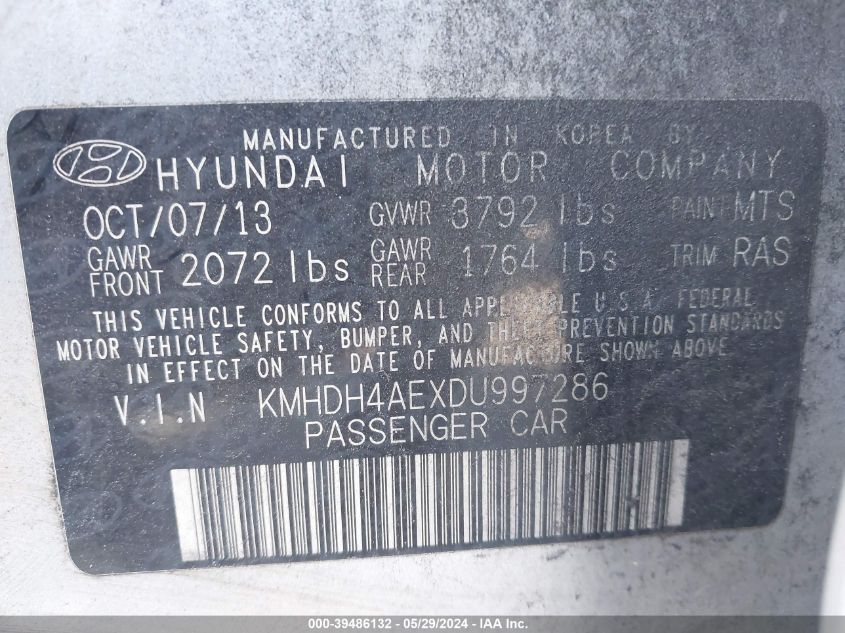 MANUFACTURED IN KOREA BY
HYUNDAI MOTOR COMPANY
OCT/07/13 GVWR 3792 lbs PAINT MTS
GAWR FRONT 2072 lbs GAWR REAR 1764 lbs TRIM RAS
THIS VEHICLE CONFORMS TO ALL APPLICABLE U.S.A. FEDERAL
MOTOR VEHICLE SAFETY, BUMPER, AND THEFT PREVENTION STANDARDS
IN EFFECT ON THE DATE OF MANUFACTURE SHOWN ABOVE.
V.I.N KMHDH4AEXDU997286
PASSENGER CAR
000-39486132 - 05/29/2024 - IAA Inc.